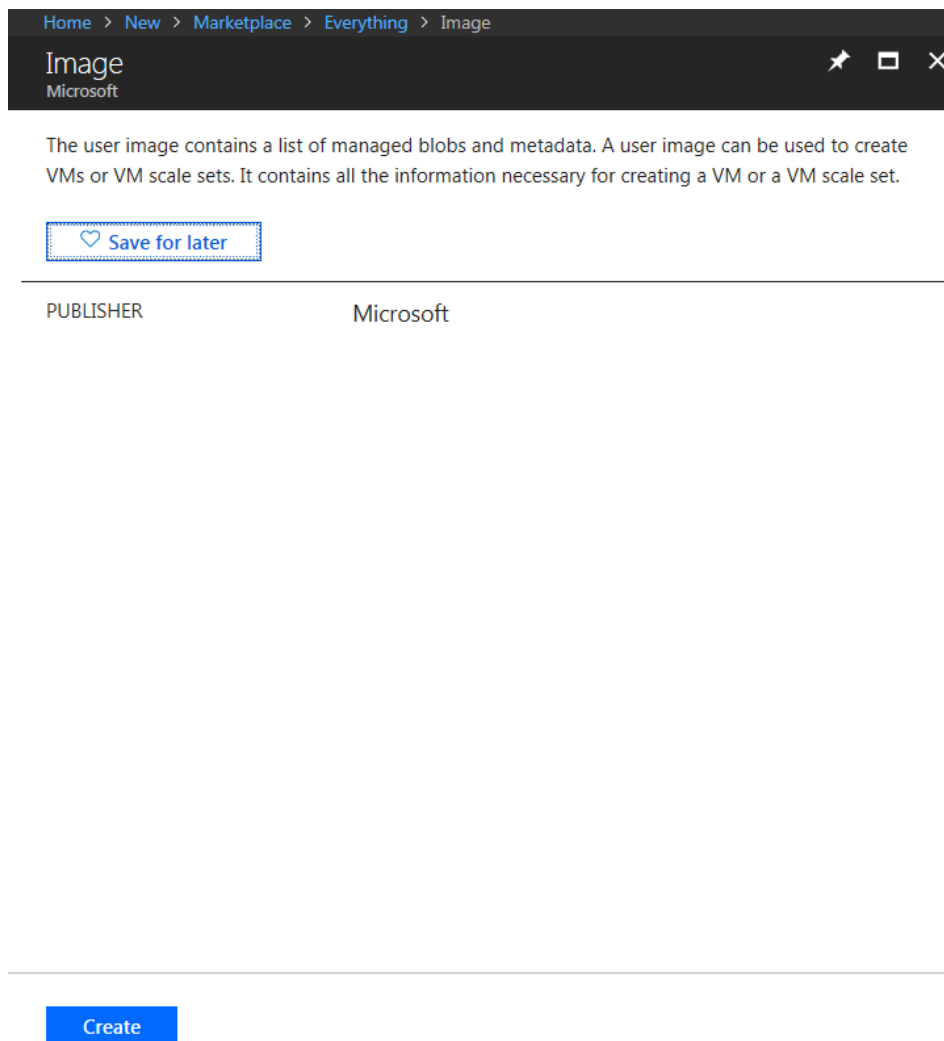 Home > New > Marketplace > Everything > Image
Image
Microsoft
The user image contains a list of managed blobs and metadata. A user image can be used to create
VMs or VM scale sets. It contains all the information necessary for creating a VM or a VM scale set.
Save for later
PUBLISHER Microsoft
Create